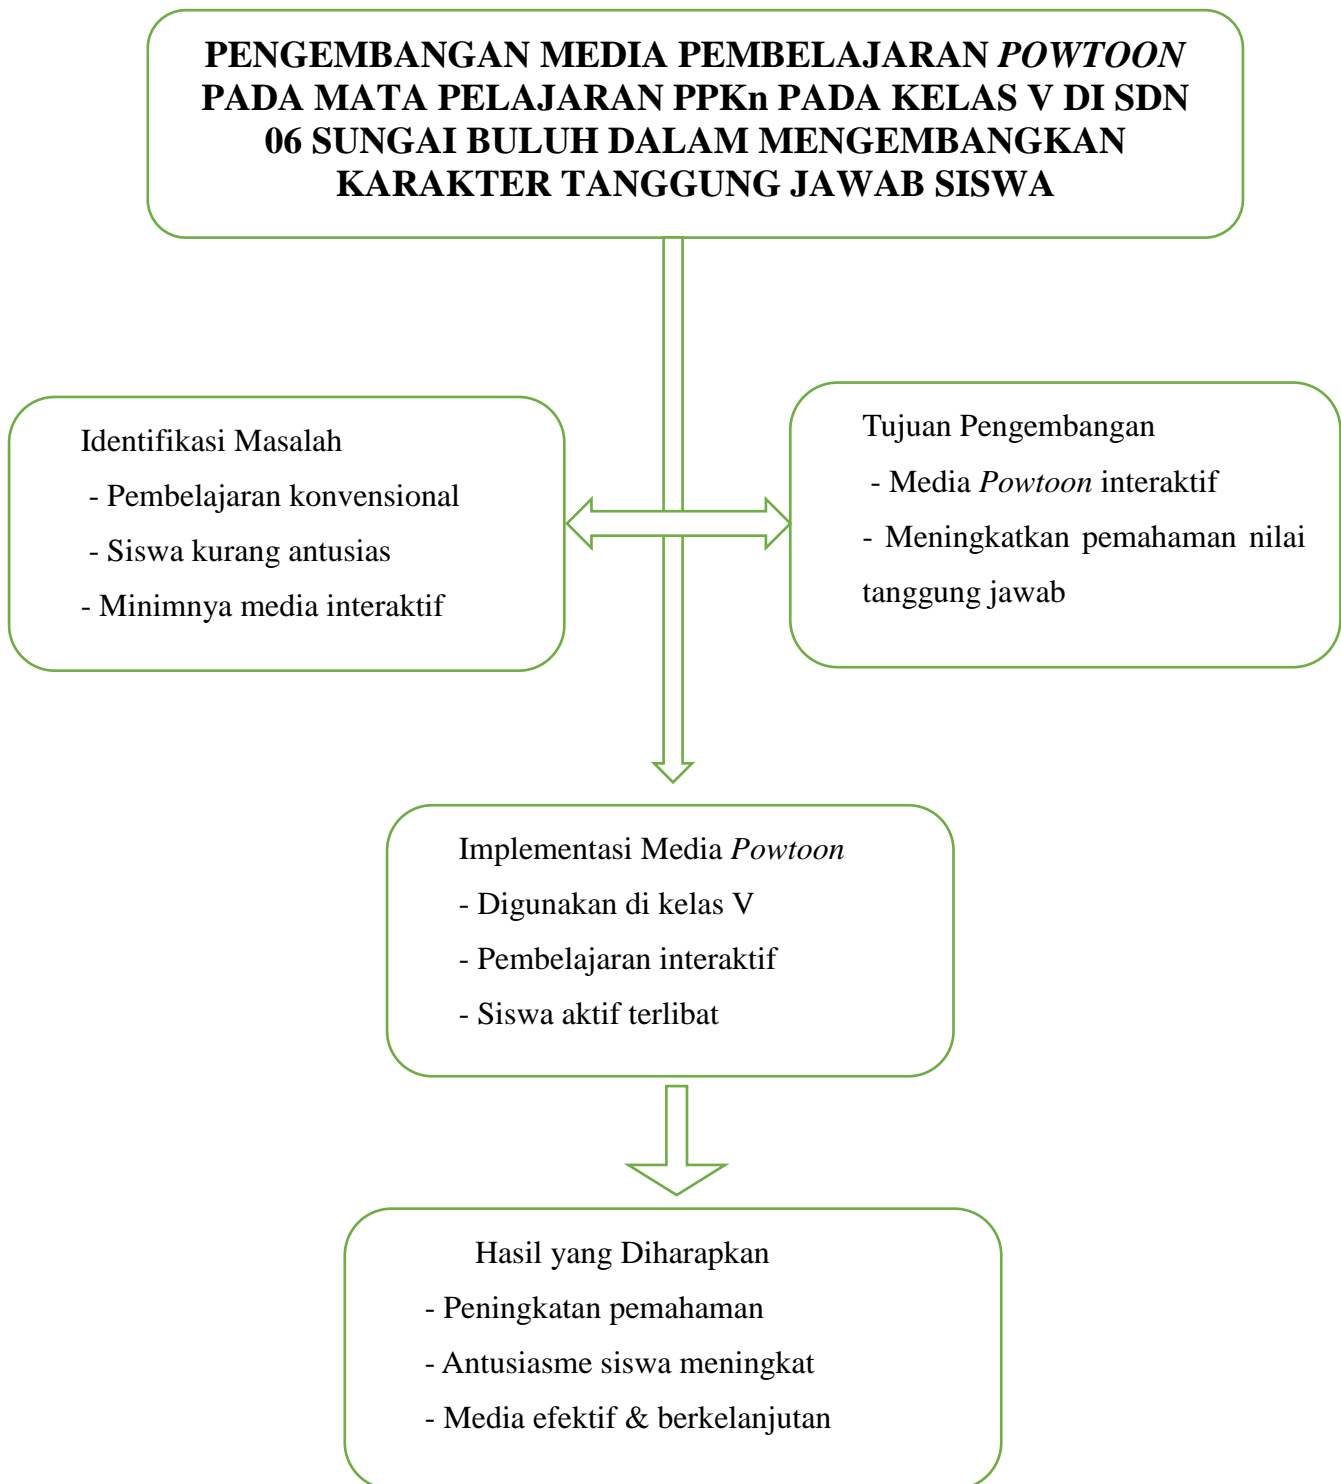 PENGEMBANGAN MEDIA PEMBELAJARAN POWTOON
PADA MATA PELAJARAN PPKn PADA KELAS V DI SDN
06 SUNGAI BULUH DALAM MENGEMBANGKAN
KARAKTER TANGGUNG JAWAB SISWA
Identifikasi Masalah
- Pembelajaran konvensional
- Siswa kurang antusias
- Minimnya media interaktif
Tujuan Pengembangan
- Media Powtoon interaktif
- Meningkatkan pemahaman nilai
tanggung jawab
Implementasi Media Powtoon
- Digunakan di kelas V
- Pembelajaran interaktif
- Siswa aktif terlibat
Hasil yang Diharapkan
- Peningkatan pemahaman
- Antusiasme siswa meningkat
- Media efektif & berkelanjutan